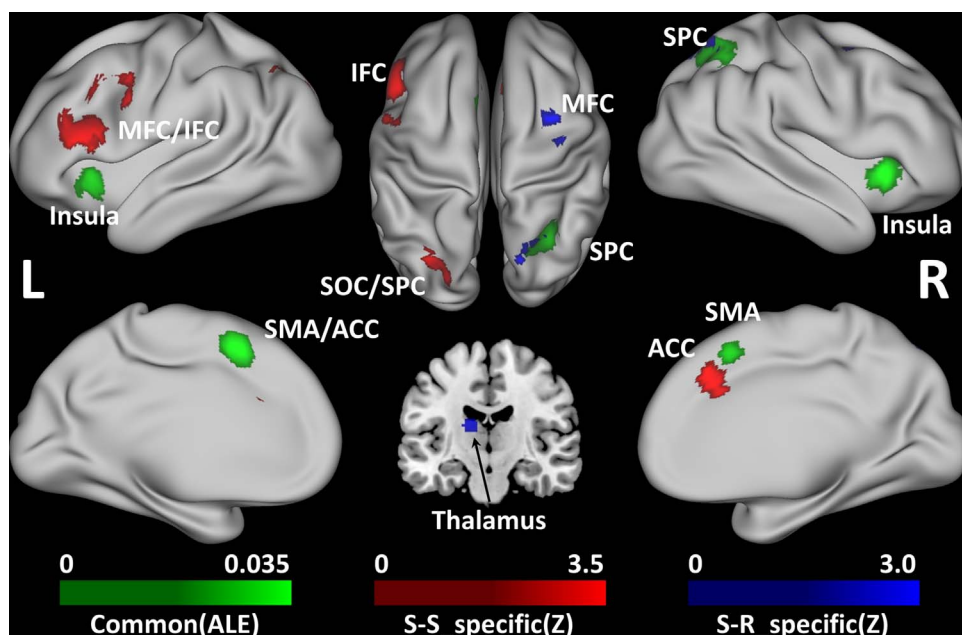 SPC
IFC
MFC
MFC/IFC
Insula
Insula
SPC
SOC/SPC
L
R
SMA/ACC
SMA
ACC
Thalamus
0 0.035
Common(ALE)
0 3.5
S-S specific(Z)
0 3.0
S-R specific(Z)